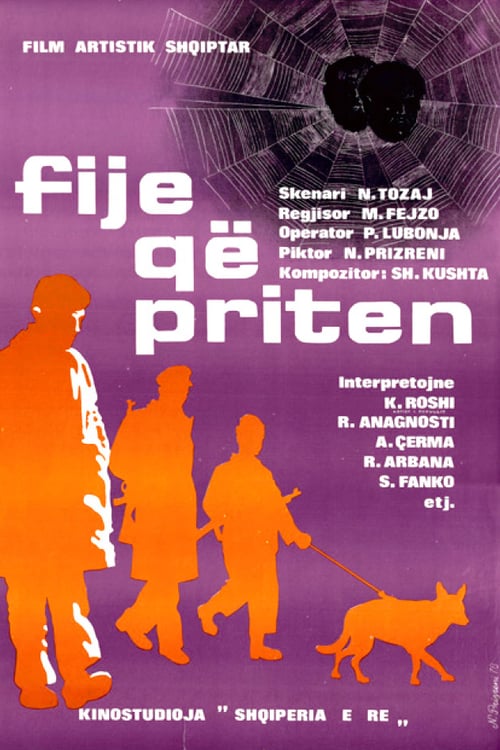 FILM ARTISTIK SHQIPTAR
fije
që
priten
Skenari N. TOZAJ
Regjisor M. FEJZO
Operator P. LUBONJA
Piktor N. PRIZRENI
Kompozitor: SH. KUSHTA
Interpretojne
K. ROSHI
R. ANAGNOSTI
A. ÇERMA
R. ARBANA
S. FANKO
etj.
KINOSTUDIOJA " SHQIPERIA E RE „